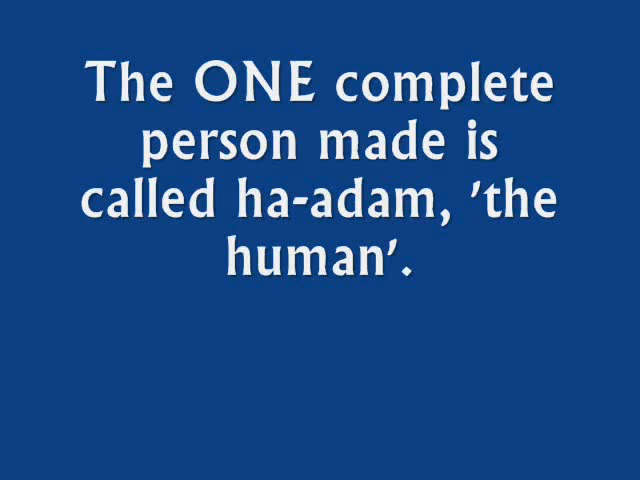 The ONE complete
person made is
called ha-adam, 'the
human'.